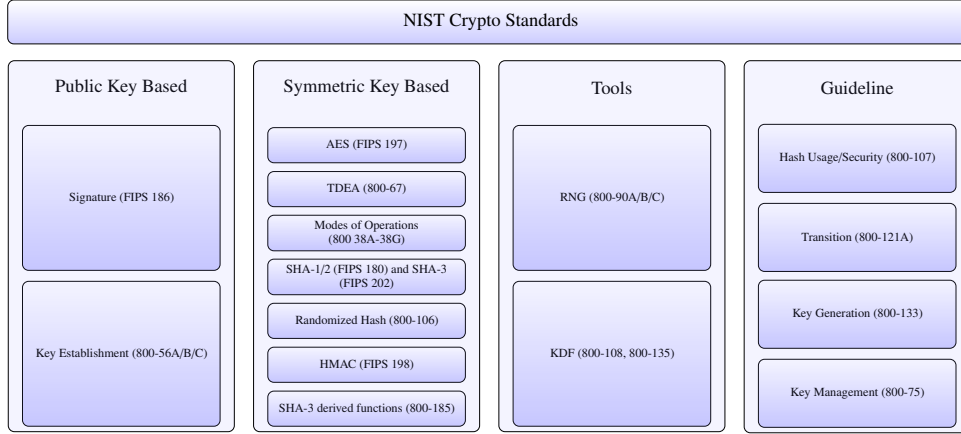 NIST Crypto Standards
Public Key Based
Signature (FIPS 186)
Key Establishment (800-56A/B/C)
Symmetric Key Based
AES (FIPS 197)
TDEA (800-67)
Modes of Operations
(800 38A-38G)
SHA-1/2 (FIPS 180) and SHA-3
(FIPS 202)
Randomized Hash (800-106)
HMAC (FIPS 198)
SHA-3 derived functions (800-185)
Tools
RNG (800-90A/B/C)
KDF (800-108, 800-135)
Guideline
Hash Usage/Security (800-107)
Transition (800-121A)
Key Generation (800-133)
Key Management (800-75)